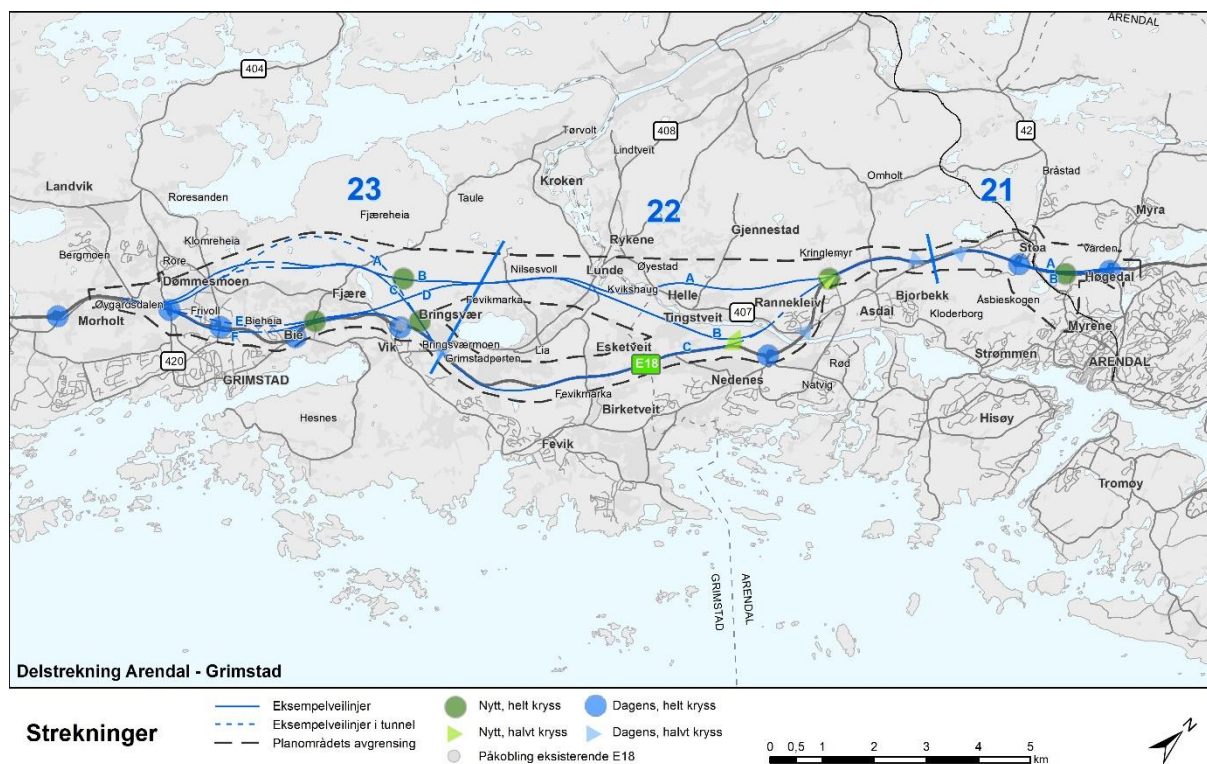 ARENDAL
404
408
42
Tørvolt
Lindtveit
Bråstad
Landvik
Roresanden
23
Taule
Kroken
Omholt
21
Myra
Fjæreheia
22
Rykene
Gjennestad
Klomreheia
Bergmoen
Rore
A
Stoa
Værden
Kringlemyr
Dømmesmoen
B
Nilsesvoll
Lunde
Øyestad
A
A
B
Høgedal
C
D
Kvikshaug
Helle
Fjære
Fevikmarka
Rannekleiv
Bjorbekk
Åsbieskogen
Øygardsdalen
Frivoll
Morholt
E
Bieheia
Bringsvær
Tingstveit
407
Asdal
Kloderborg
Myrene
F
Bie
Vik
Bringsværmoen
Lia
Esketveit
B
C
Grimstadporten
E18
Strømmen
ARENDAL
420
GRIMSTAD
Nedenes
Rød
Natvig
Fevikmarka
Birketveit
Hesnes
Hisøy
Fevik
Tromøy
GRIMSTAD
ARENDAL
Delstrekning Arendal - Grimstad
Strekninger
Eksempelveilinjer
Eksempelveilinjer i tunnel
Planområdets avgrensing
Nytt, helt kryss
Nytt, halvt kryss
Påkobling eksisterende E18
Dagens, helt kryss
Dagens, halvt kryss
0 0,5 1 2 3 4 5
km
N